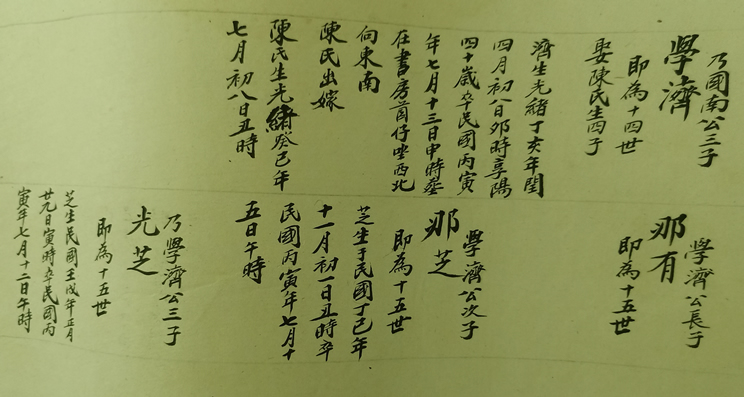 乃國南公三子
學濟
即為十四世
娶陳氏生四子
濟生光緒丁亥年閏
四月初八日卯時享陽
四十歲卒民國丙寅
年七月十三日申時葬
在書房茵仔坐西北
向東南
陳氏出嫁
陳氏生光緒癸巳年
七月初八日丑時
學濟公長子
那有
即為十五世
學濟公次子
那芝
即為十五世
芝生于民國丁巳年
十一月初一日丑時卒
民國丙寅年七月十
五日午時
乃學濟公三子
光芝
即為十五世
芝生民國壬戌年正月
廿九日寅時卒民國丙
寅年七月十二日午時